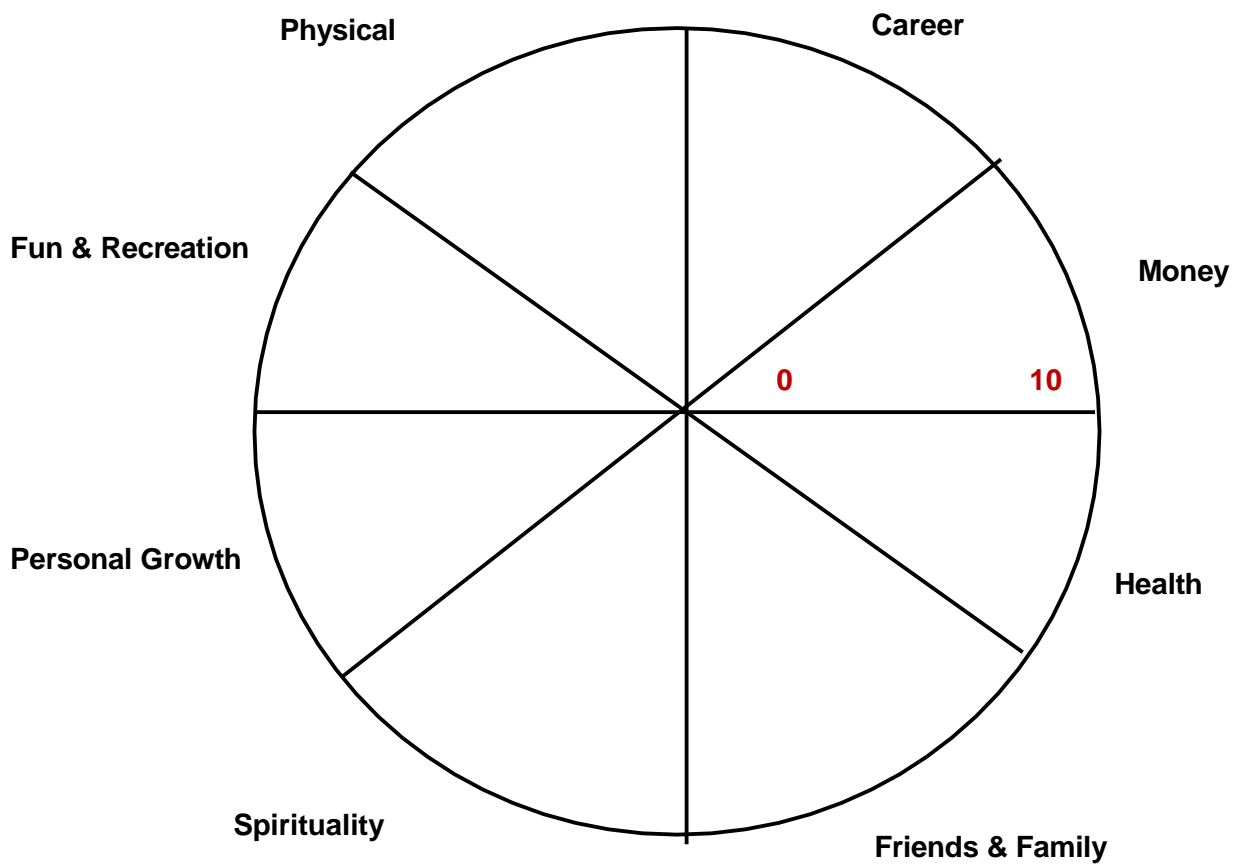 Physical
Career
Fun & Recreation
Money
0
10
Personal Growth
Health
Spirituality
Friends & Family